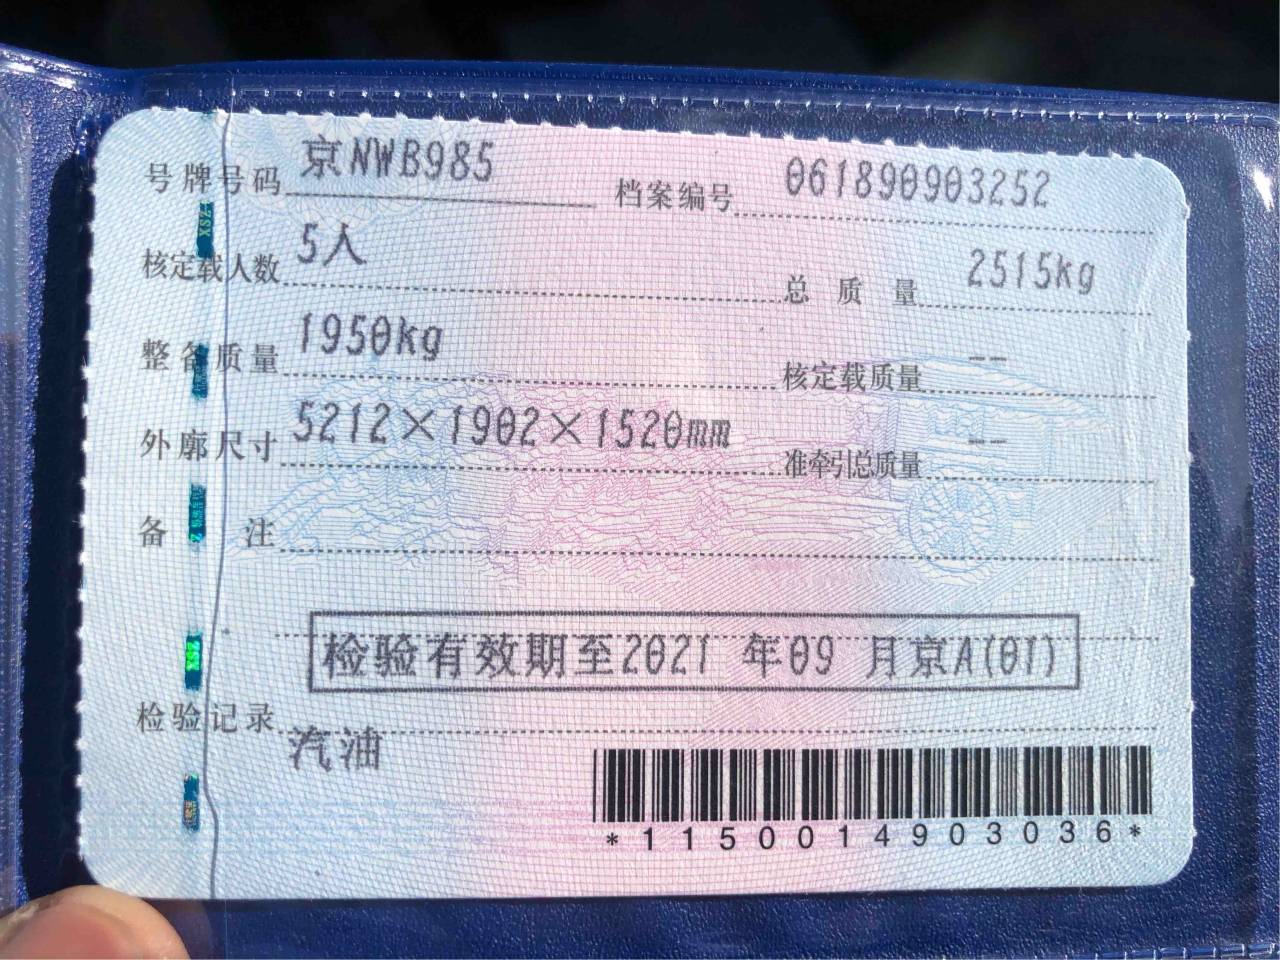 号牌号码 京NWB985 档案编号 061890903252
核定载人数 5人 总质量 2515kg
整备质量 1950kg 核定载质量 --
外廓尺寸 5212×1902×1520mm 准牵引总质量 --
备注
检验有效期至2021 年09 月京A(01)
检验记录
汽油
*1150014903036*